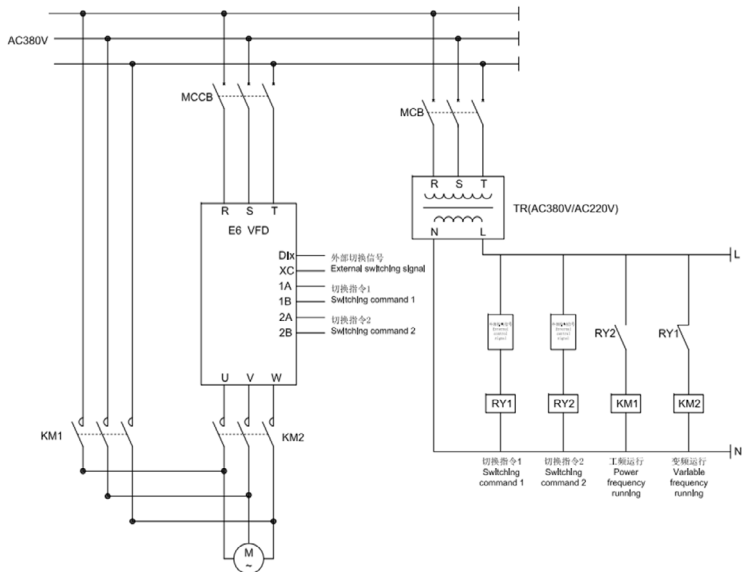 AC380V
MCCB
MCB
R S T
R S T
TR(AC380V/AC220V)
N L
E6 VFD
DIx
外部切换信号
XC
External switching signal
1A
切换指令1
1B
Switching command 1
2A
切换指令2
2B
Switching command 2
U V W
L
RY2
RY1
RY1
RY2
KM1
KM2
KM1
KM2
N
切换指令1
Switching
command 1
切换指令2
Switching
command 2
工频运行
Power
frequency
running
变频运行
Variable
frequency
running
M
~